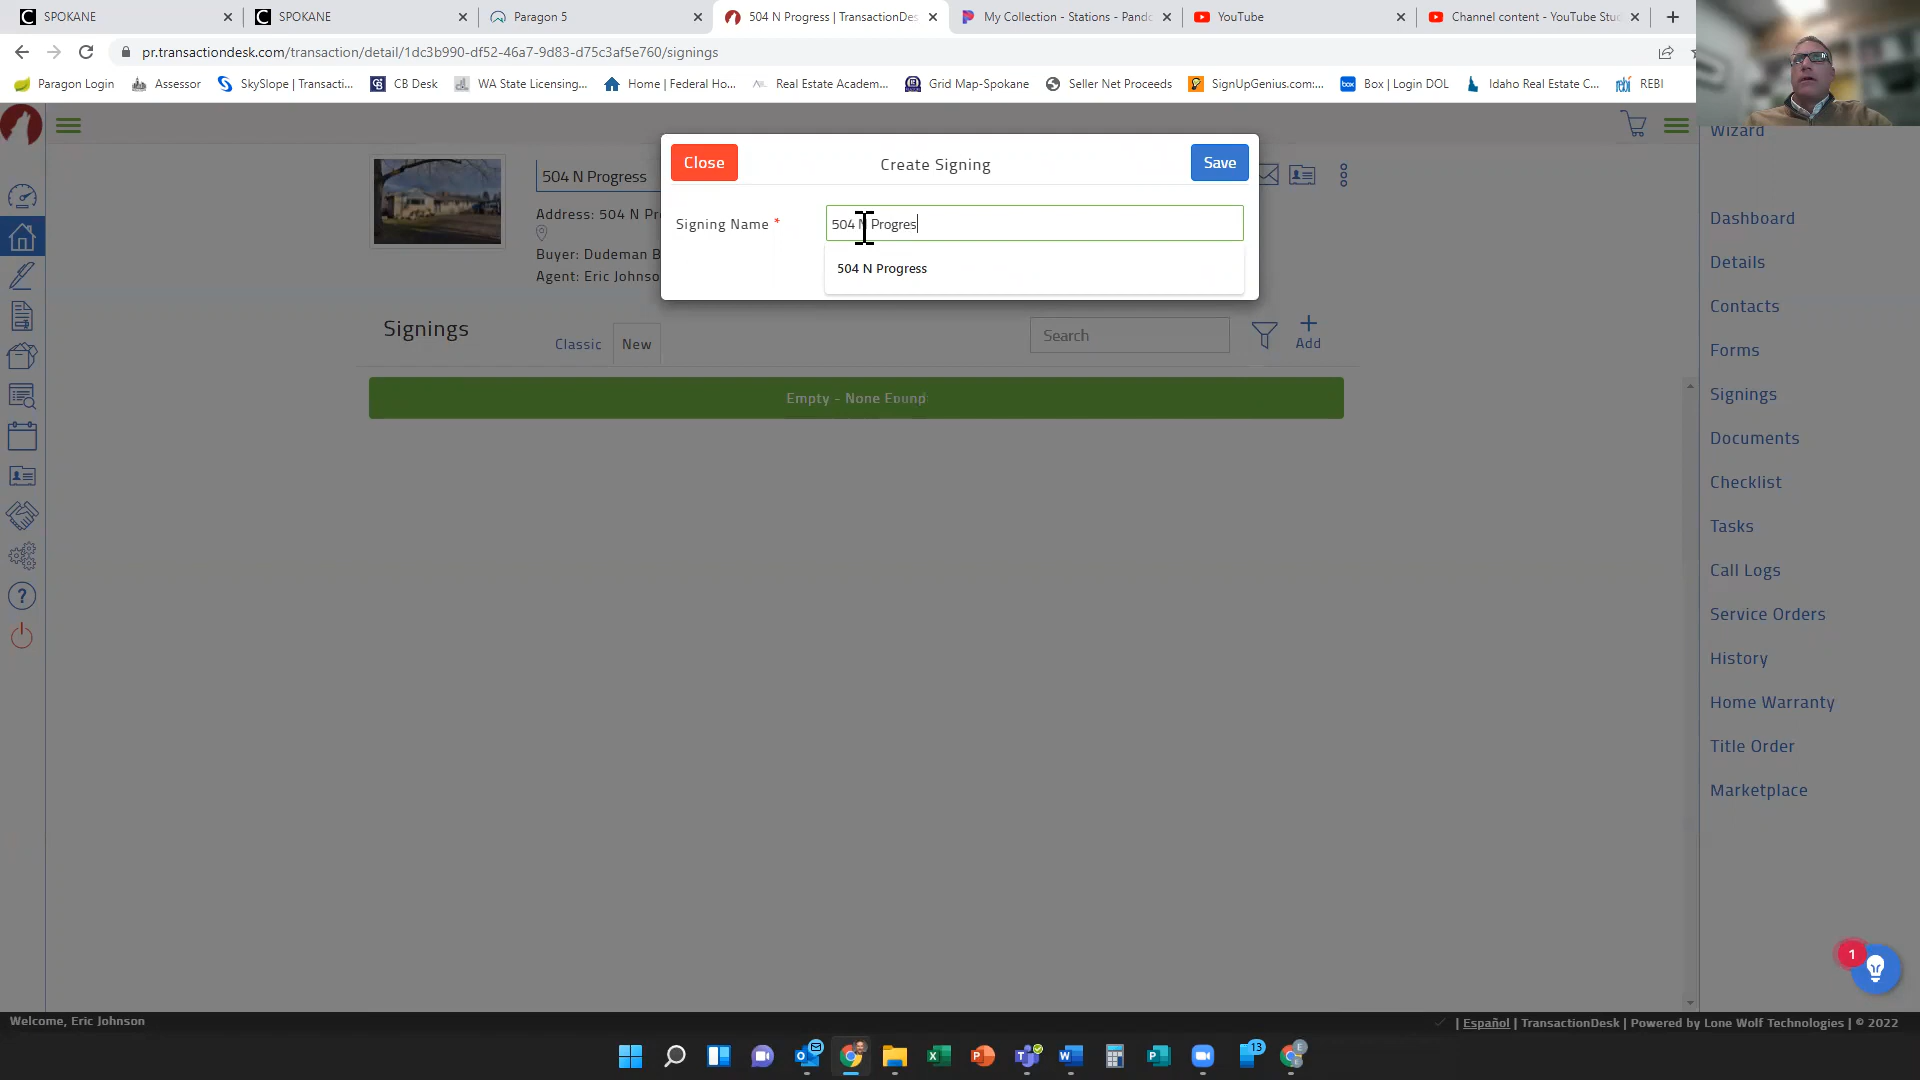 SPOKANE
SPOKANE
Paragon 5
504 N Progress | TransactionDes
My Collection - Stations - Pando
YouTube
Channel content - YouTube Stu
pr.transactiondesk.com/transaction/detail/1dc3b990-df52-46a7-9d83-d75c3af5e760/signings
Paragon Login
Assessor
SkySlope | Transacti...
CB Desk
WA State Licensing...
Home | Federal Ho...
Real Estate Academ...
Grid Map-Spokane
Seller Net Proceeds
SignUpGenius.com:...
Box | Login DOL
Idaho Real Estate C...
REBI
Close
Create Signing
Save
Signing Name *
504 N Progres
504 N Progress
504 N Progress
Address: 504 N Pr
Buyer: Dudeman B
Agent: Eric Johnso
Signings
Classic
New
Search
Add
Empty - None Found
Wizard
Dashboard
Details
Contacts
Forms
Signings
Documents
Checklist
Tasks
Call Logs
Service Orders
History
Home Warranty
Title Order
Marketplace
1
Welcome, Eric Johnson
| Español | TransactionDesk | Powered by Lone Wolf Technologies | © 2022
13